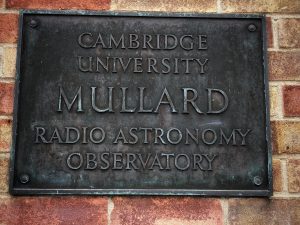 CAMBRIDGE
UNIVERSITY
MULLARD
RADIO ASTRONOMY
OBSERVATORY